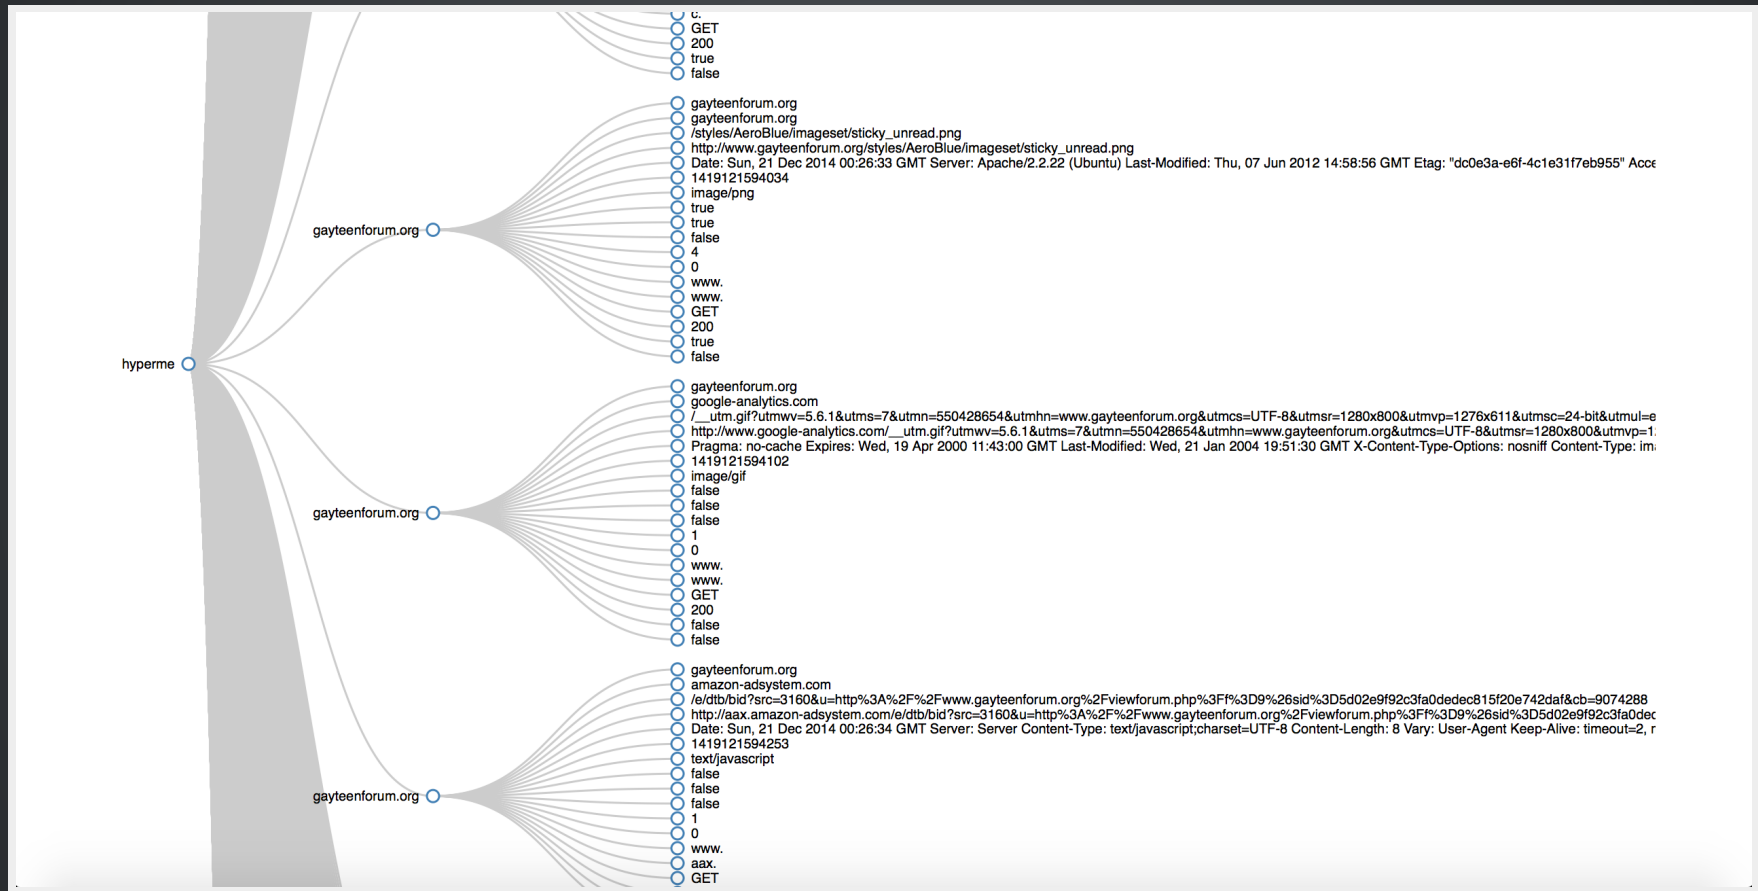 c.
GET
200
true
false
gayteenforum.org
gayteenforum.org
/styles/AeroBlue/imageset/sticky_unread.png
http://www.gayteenforum.org/styles/AeroBlue/imageset/sticky_unread.png
Date: Sun, 21 Dec 2014 00:26:33 GMT Server: Apache/2.2.22 (Ubuntu) Last-Modified: Thu, 07 Jun 2012 14:58:56 GMT Etag: "dc0e3a-e6f-4c1e31f7eb955" Acce
1419121594034
image/png
true
true
gayteenforum.org
false
4
0
www.
www.
GET
200
true
false
hyperme
gayteenforum.org
google-analytics.com
/__utm.gif?utmwv=5.6.1&utms=7&utmn=550428654&utmhn=www.gayteenforum.org&utmcs=UTF-8&utmsr=1280x800&utmvp=1276x611&utmsc=24-bit&utmul=e
http://www.google-analytics.com/__utm.gif?utmwv=5.6.1&utms=7&utmn=550428654&utmhn=www.gayteenforum.org&utmcs=UTF-8&utmsr=1280x800&utmvp=1
Pragma: no-cache Expires: Wed, 19 Apr 2000 11:43:00 GMT Last-Modified: Wed, 21 Jan 2004 19:51:30 GMT X-Content-Type-Options: nosniff Content-Type: im
1419121594102
image/gif
false
false
gayteenforum.org
false
1
0
www.
www.
GET
200
false
false
gayteenforum.org
amazon-adsystem.com
/e/dtb/bid?src=3160&u=http%3A%2F%2Fwww.gayteenforum.org%2Fviewforum.php%3Ff%3D9%26sid%3D5d02e9f92c3fa0dedec815f20e742daf&cb=9074288
http://aax.amazon-adsystem.com/e/dtb/bid?src=3160&u=http%3A%2F%2Fwww.gayteenforum.org%2Fviewforum.php%3Ff%3D9%26sid%3D5d02e9f92c3fa0dec
Date: Sun, 21 Dec 2014 00:26:34 GMT Server: Server Content-Type: text/javascript;charset=UTF-8 Content-Length: 8 Vary: User-Agent Keep-Alive: timeout=2,
1419121594253
text/javascript
false
false
gayteenforum.org
false
1
0
www.
aax.
GET